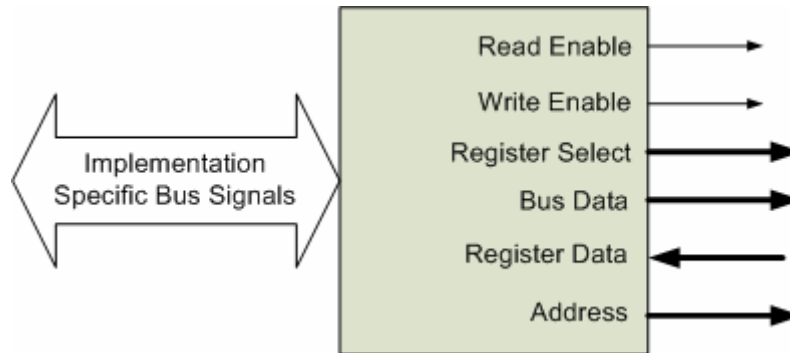 Read Enable
Write Enable
Implementation
Specific Bus Signals
Register Select
Bus Data
Register Data
Address